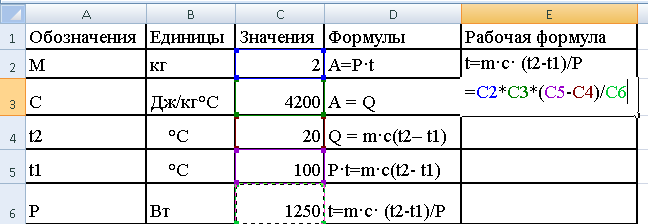 A B C D E
1 Обозначения Единицы Значения Формулы Рабочая формула
2 М кг 2 A=P·t t=m·c· (t2-t1)/P
3 С Дж/кг°С 4200 A = Q =C2*C3*(C5-C4)/C6
4 t2 °С 20 Q = m·c(t2– t1)
5 t1 °С 100 P·t=m·c(t2- t1)
6 Р Вт 1250 t=m·c· (t2-t1)/P